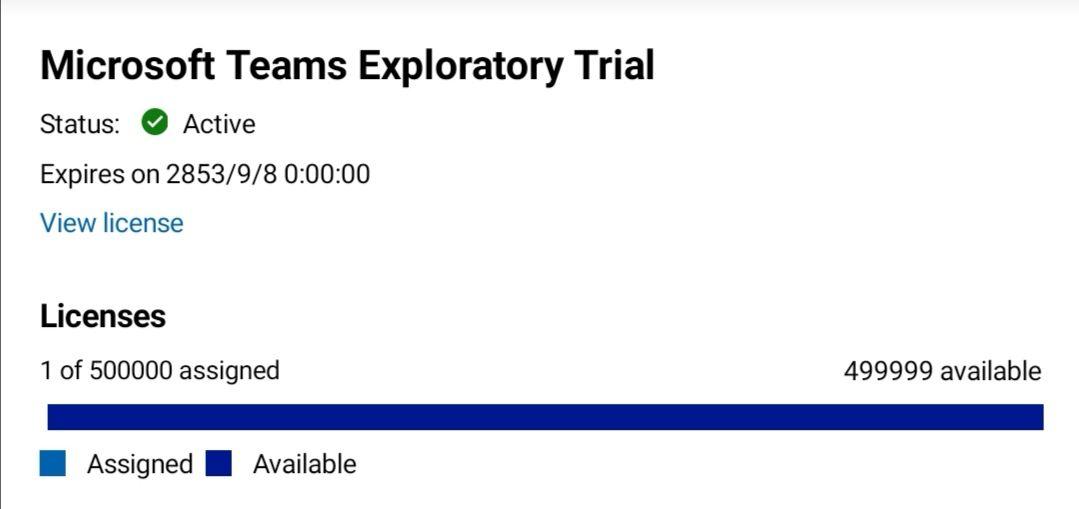 Microsoft Teams Exploratory Trial
Status: Active
Expires on 2853/9/8 0:00:00
View license
Licenses
1 of 500000 assigned 499999 available
Assigned Available